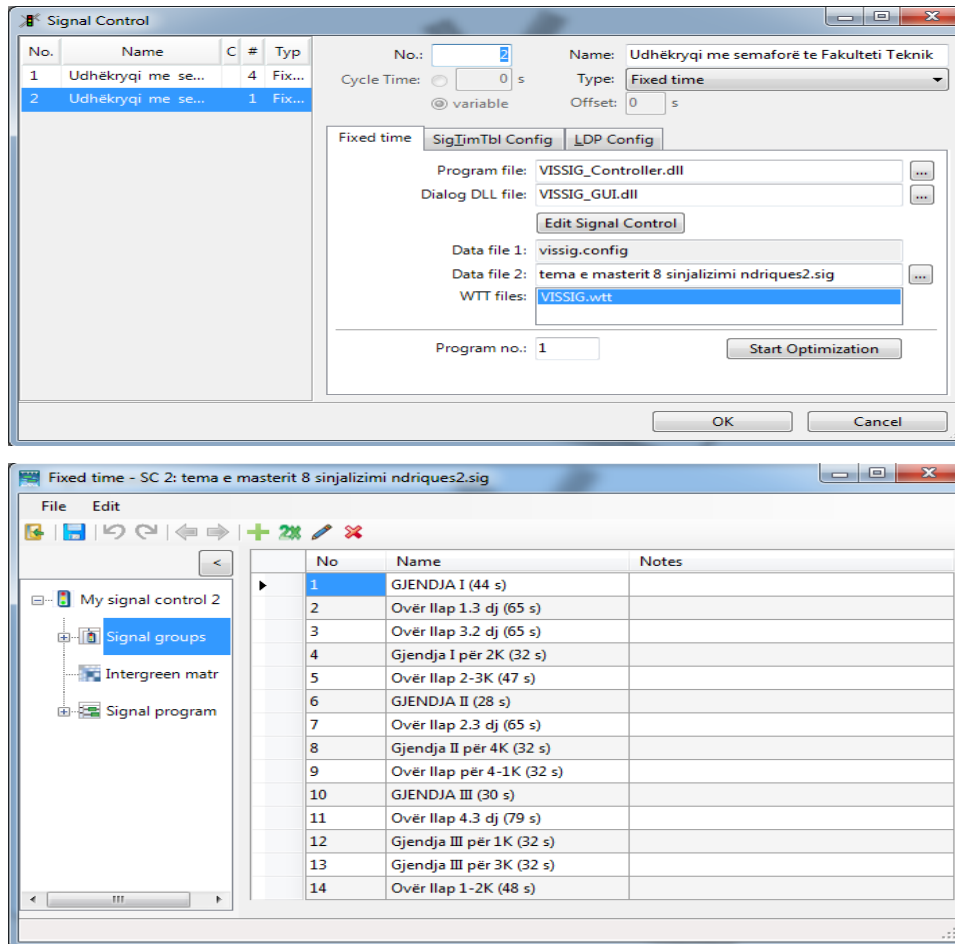 Signal Control
No. Name C # Typ
1 Udhëkryqi me se... 4 Fix...
2 Udhëkryqi me se... 1 Fix...
No.: 2 Name: Udhëkryqi me semaforë te Fakulteti Teknik
Cycle Time: 0 s Type: Fixed time
variable Offset: 0 s
Fixed time SigTimTbl Config LDP Config
Program file: VISSIG_Controller.dll ...
Dialog DLL file: VISSIG_GUI.dll ...
Edit Signal Control
Data file 1: vissig.config
Data file 2: tema e masterit 8 sinjalizimi ndriques2.sig ...
WTT files: VISSIG.wtt
Program no.: 1 Start Optimization
OK Cancel
Fixed time - SC 2: tema e masterit 8 sinjalizimi ndriques2.sig
File Edit
<
My signal control 2
Signal groups
Intergreen matr
Signal program
No Name Notes
1 GJENDJA I (44 s)
2 Ovër llap 1.3 dj (65 s)
3 Ovër llap 3.2 dj (65 s)
4 Gjendja I për 2K (32 s)
5 Ovër llap 2-3K (47 s)
6 GJENDJA II (28 s)
7 Ovër llap 2.3 dj (65 s)
8 Gjendja II për 4K (32 s)
9 Ovër llap për 4-1K (32 s)
10 GJENDJA III (30 s)
11 Ovër llap 4.3 dj (79 s)
12 Gjendja III për 1K (32 s)
13 Gjendja III për 3K (32 s)
14 Ovër llap 1-2K (48 s)